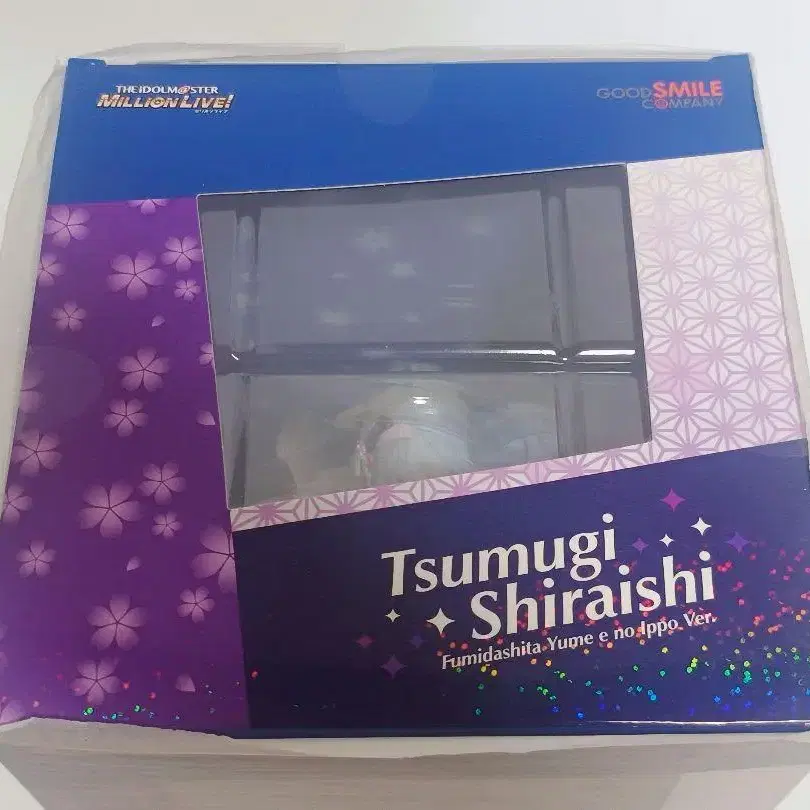 THE IDOLM@STER
MILLION LIVE!
GOOD SMILE
COMPANY
Tsumugi
Shiraishi
Fumidashita Yume e no Ippo Ver.